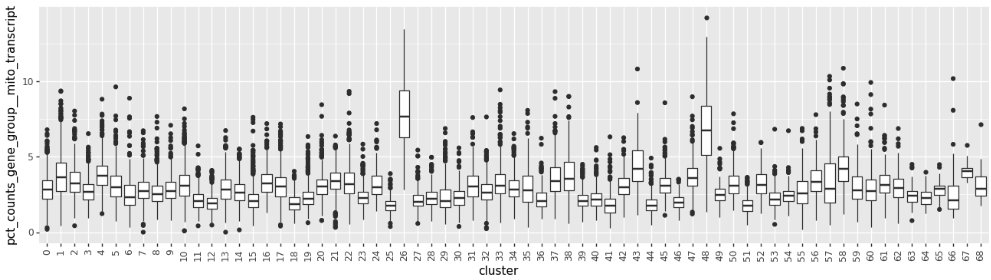 pct_counts_gene_group__mito_transcript
10
5
0
0 1 2 3 4 5 6 7 8 9 10 11 12 13 14 15 16 17 18 19 20 21 22 23 24 25 26 27 28 29 30 31 32 33 34 35 36 37 38 39 40 41 42 43 44 45 46 47 48 49 50 51 52 53 54 55 56 57 58 59 60 61 62 63 64 65 66 67 68
cluster